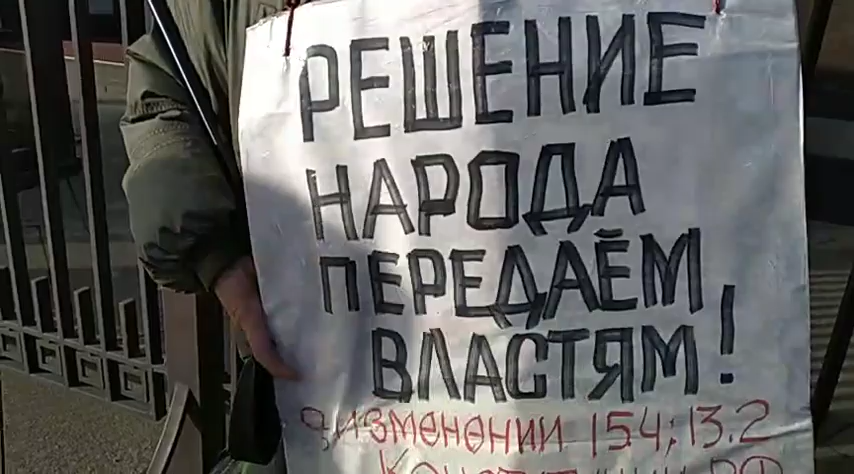 РЕШЕНИЕ
НАРОДА
ПЕРЕДАЁМ
ВЛАСТЯМ!
изменении 154; 13.2